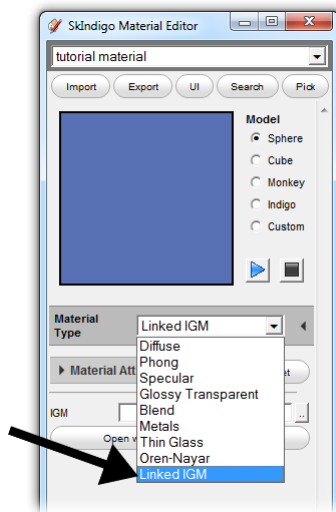 SkIndigo Material Editor
tutorial material
Import Export UI Search Pick
Model
Sphere
Cube
Monkey
Indigo
Custom
Material
Type
Linked IGM
Diffuse
Phong
Specular
Glossy Transparent
Blend
Metals
Thin Glass
Oren-Nayar
Linked IGM
Material Att
IGM
..
Open